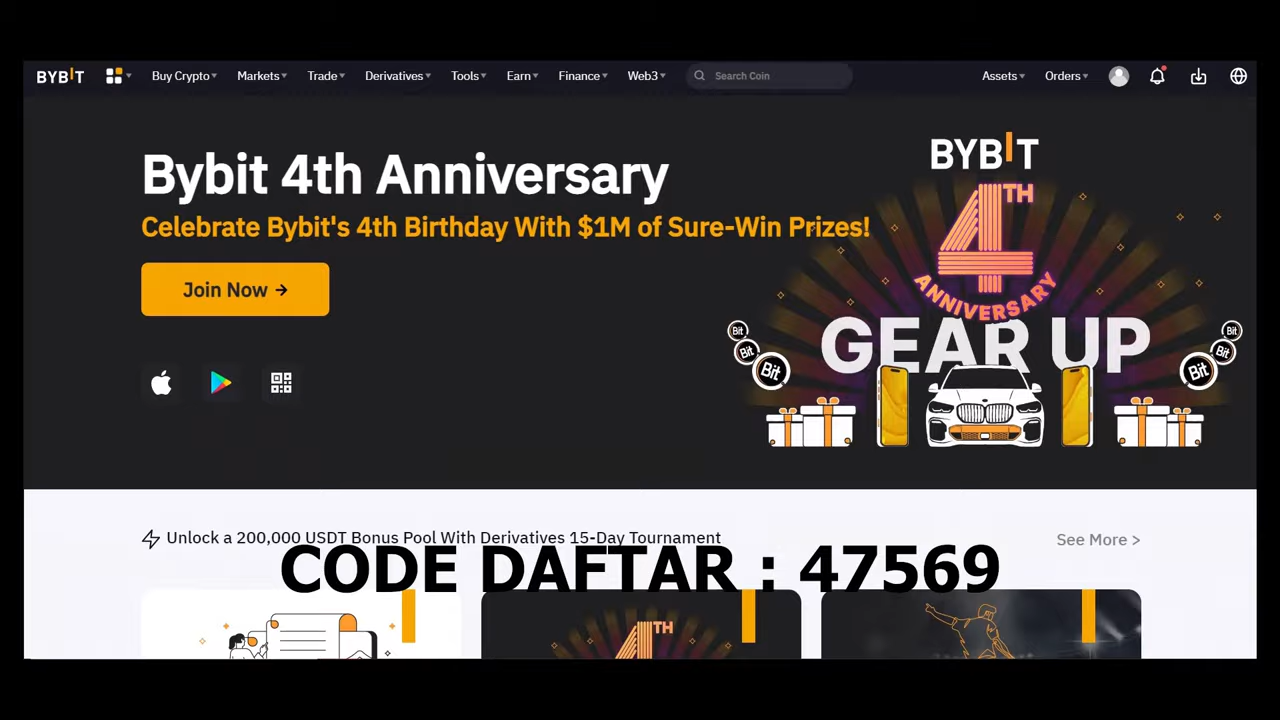 BYBIT
Buy Crypto
Markets
Trade
Derivatives
Tools
Earn
Finance
Web3
Search Coin
Assets
Orders
Bybit 4th Anniversary
Celebrate Bybit's 4th Birthday With $1M of Sure-Win Prizes!
Join Now →
BYBIT
4TH
ANNIVERSARY
GEAR UP
Bit
Bit
Bit
Bit
Bit
Bit
Unlock a 200,000 USDT Bonus Pool With Derivatives 15-Day Tournament
See More >
CODE DAFTAR : 47569
4TH